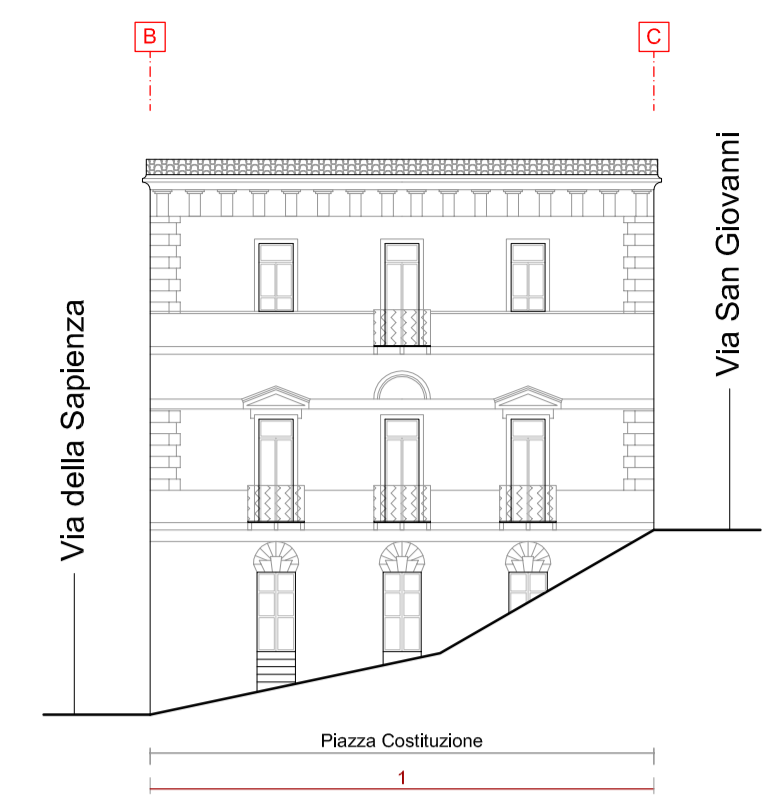 B
C
Via San Giovanni
Via della Sapienza
Piazza Costituzione
1